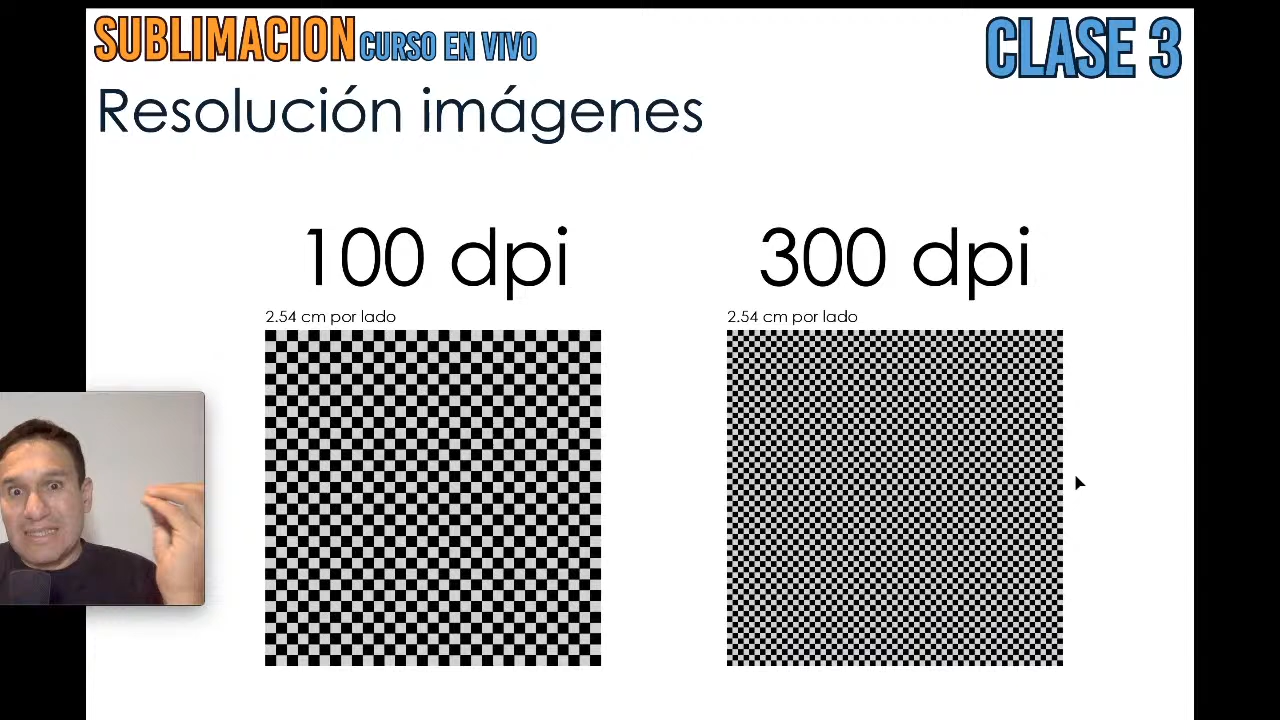 SUBLIMACION CURSO EN VIVO
CLASE 3
Resolución imágenes
100 dpi
2.54 cm por lado
300 dpi
2.54 cm por lado